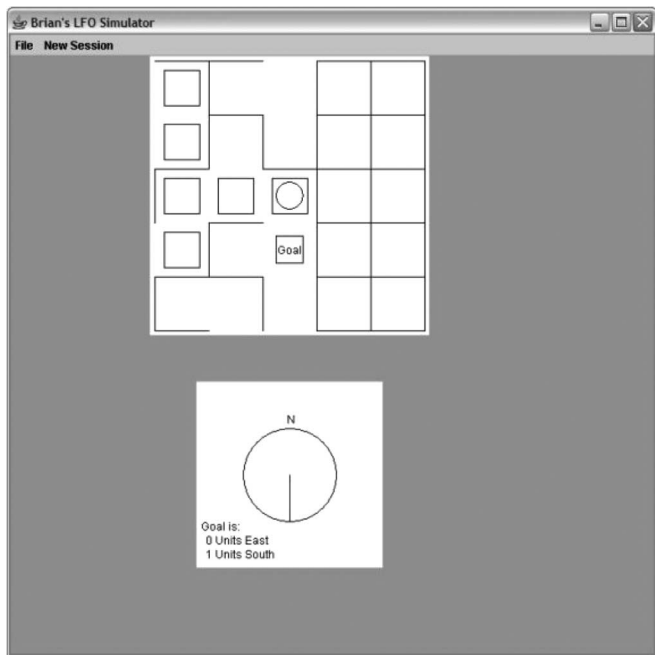 Brian's LFO Simulator
File New Session
Goal
N
Goal is:
0 Units East
1 Units South